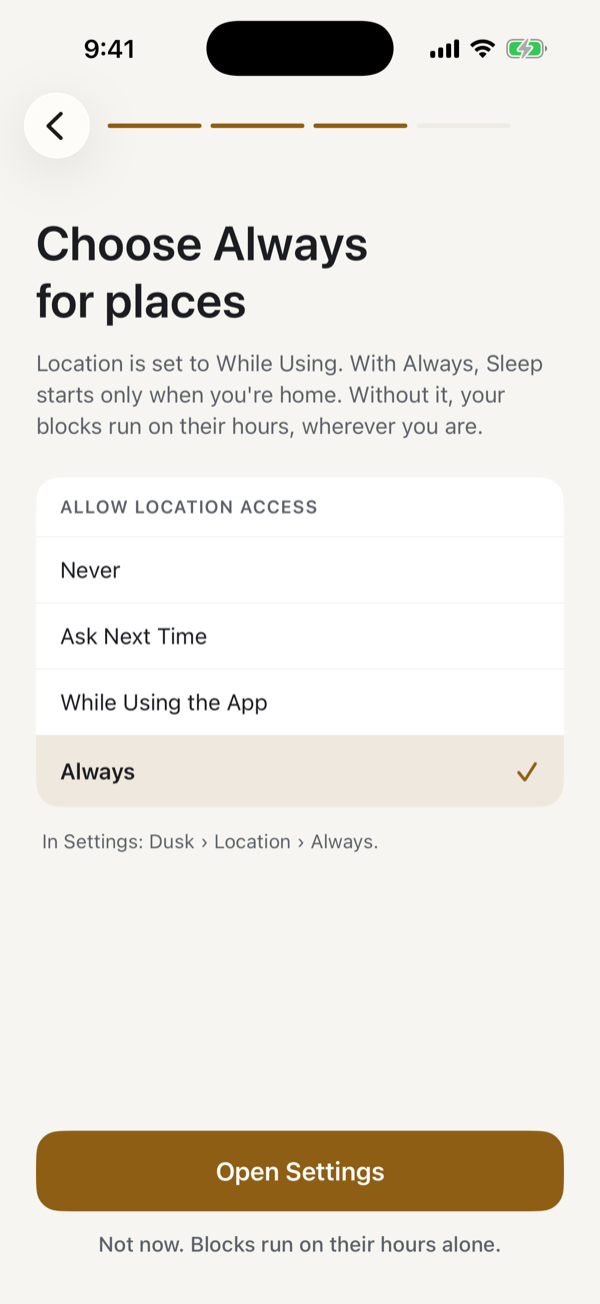 9:41
Choose Always
for places
Location is set to While Using. With Always, Sleep
starts only when you're home. Without it, your
blocks run on their hours, wherever you are.
ALLOW LOCATION ACCESS
Never
Ask Next Time
While Using the App
Always
In Settings: Dusk › Location › Always.
Open Settings
Not now. Blocks run on their hours alone.